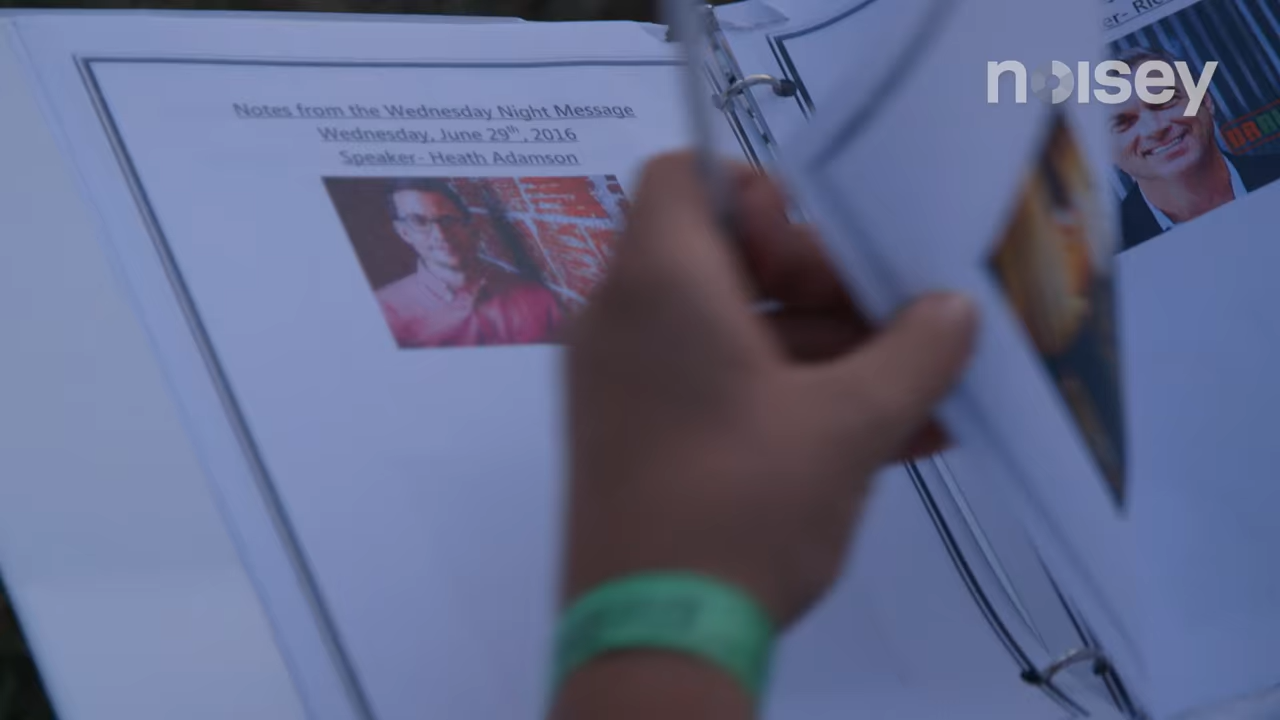 Notes from the Wednesday Night Message
Wednesday, June 29th, 2016
Speaker- Heath Adamson
noisey